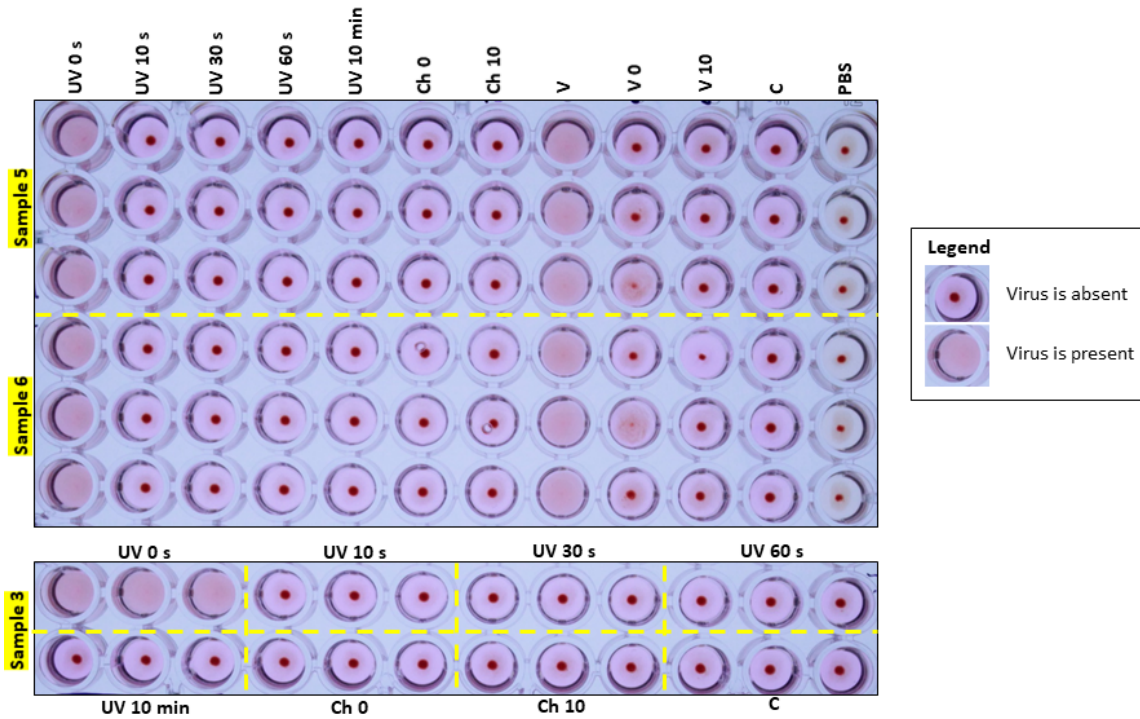 UV 0 s
UV 10 s
UV 30 s
UV 60 s
UV 10 min
Ch 0
Ch 10
V
V 0
V 10
C
PBS
Sample 5
Sample 6
Legend
Virus is absent
Virus is present
UV 0 s UV 10 s UV 30 s UV 60 s
Sample 3
UV 10 min Ch 0 Ch 10 C